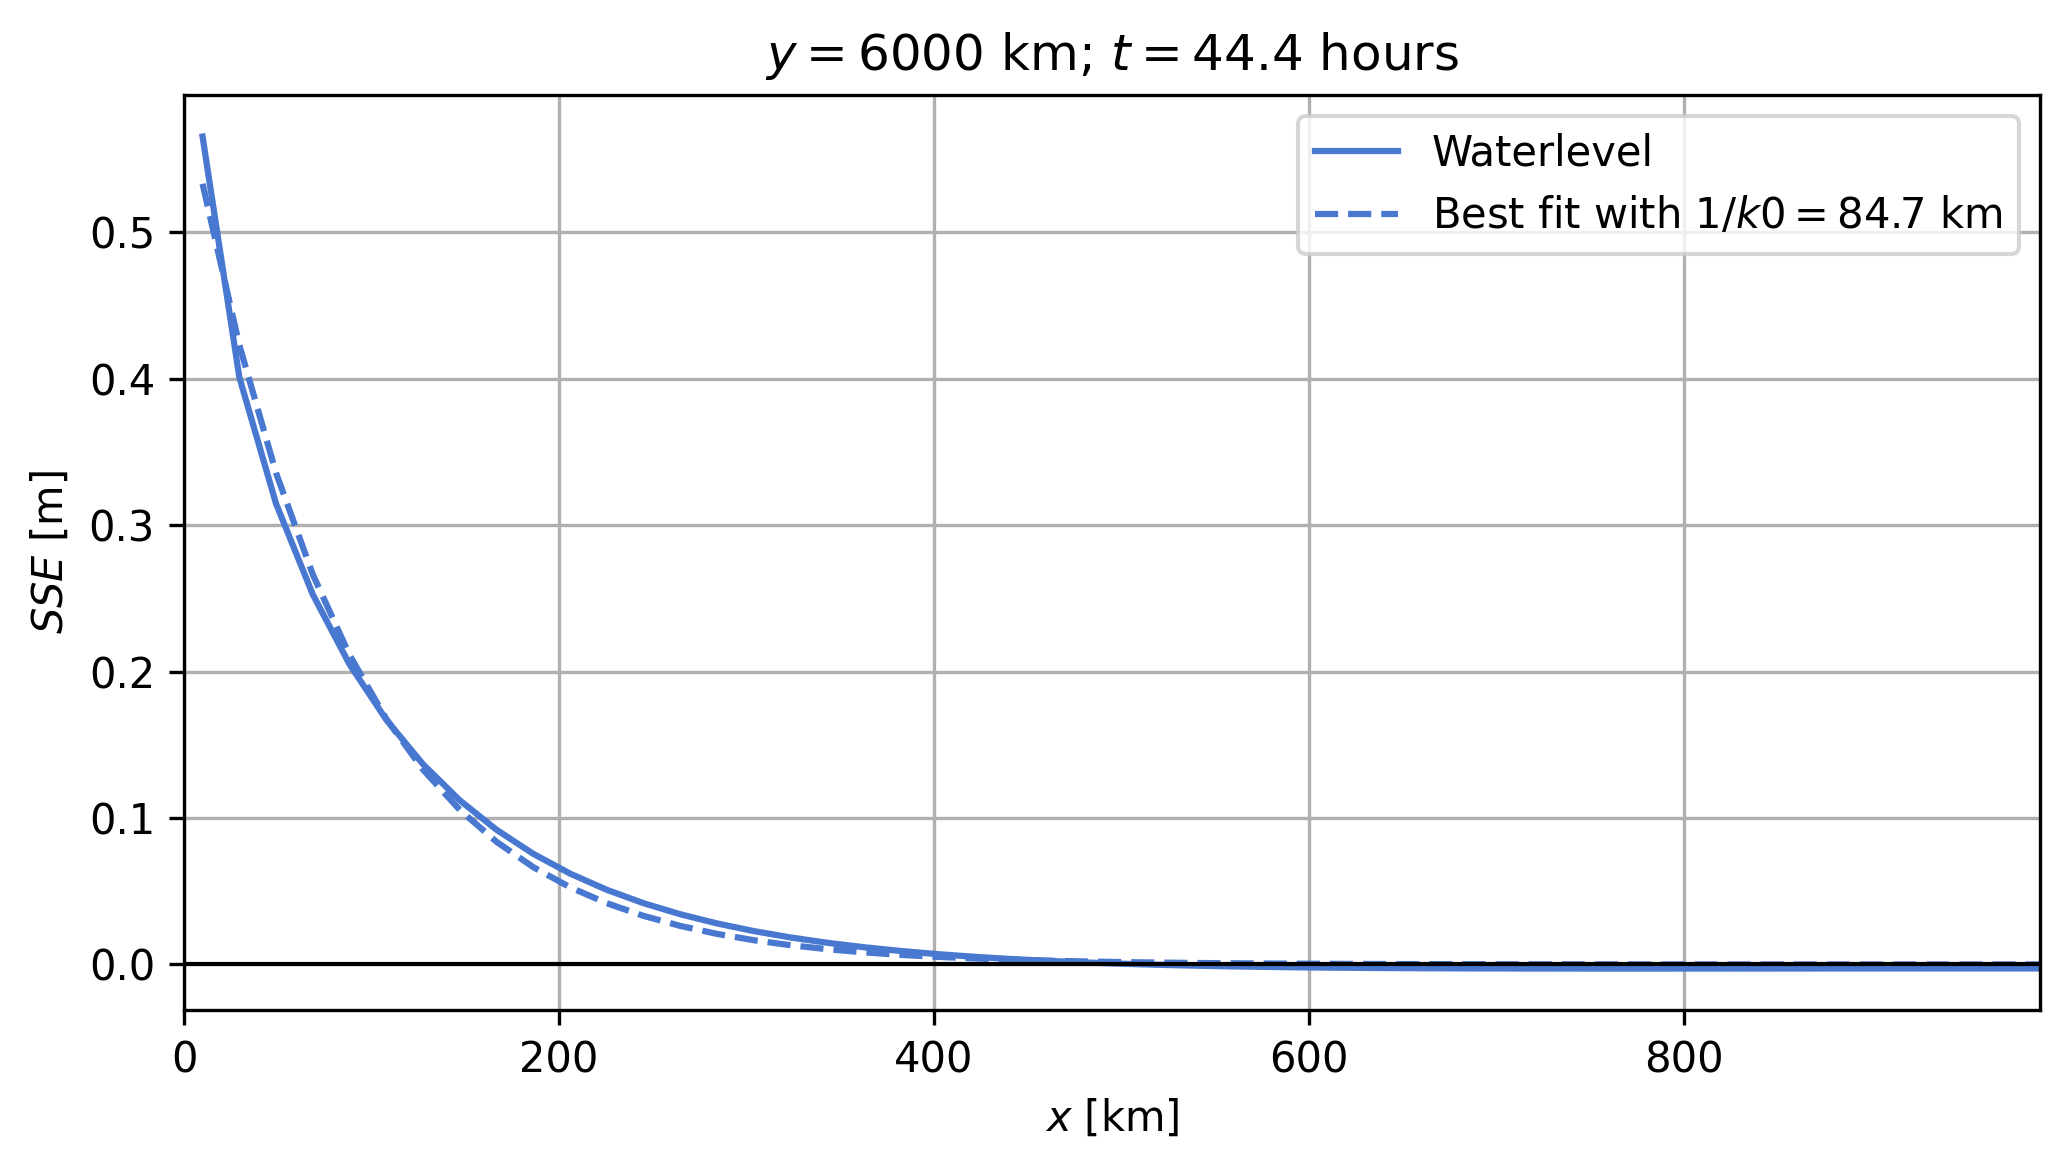 y = 6000 km; t = 44.4 hours
Waterlevel
Best fit with 1/k0 = 84.7 km
SSE [m]
0.5
0.4
0.3
0.2
0.1
0.0
0 200 400 600 800
x [km]